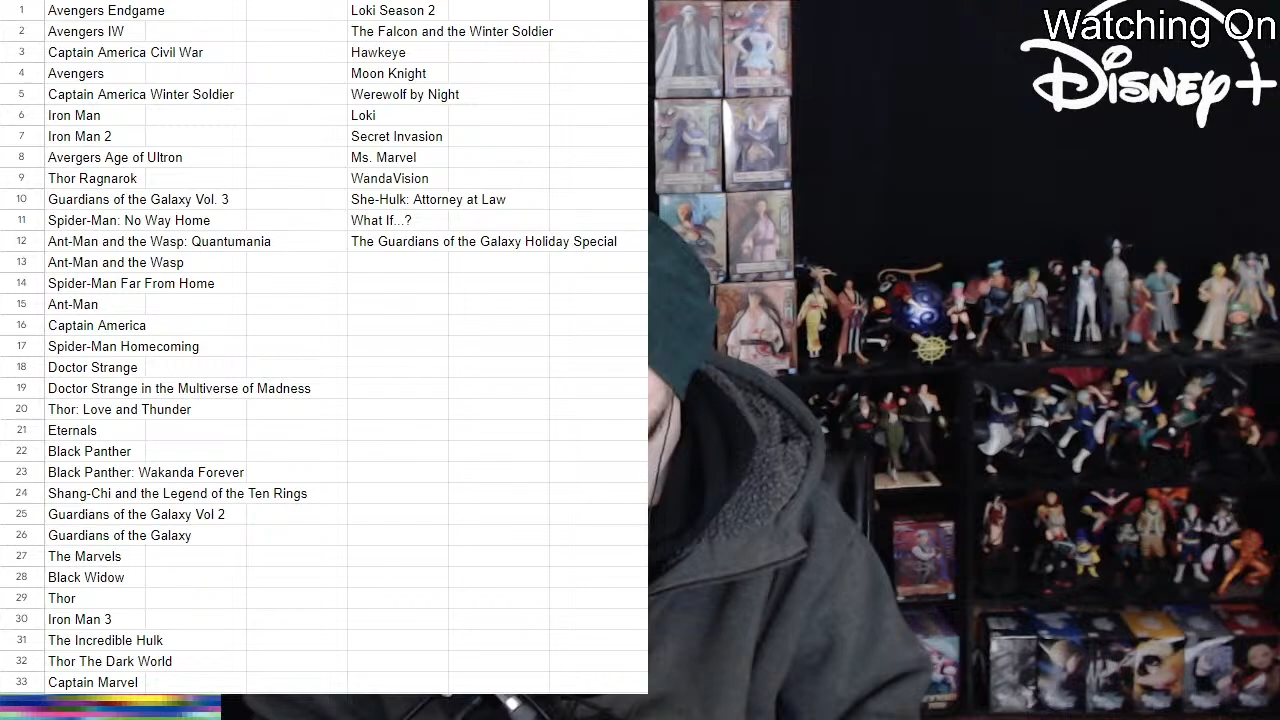 1 Avengers Endgame Loki Season 2
2 Avengers IW The Falcon and the Winter Soldier
3 Captain America Civil War Hawkeye
4 Avengers Moon Knight
5 Captain America Winter Soldier Werewolf by Night
6 Iron Man Loki
7 Iron Man 2 Secret Invasion
8 Avergers Age of Ultron Ms. Marvel
9 Thor Ragnarok WandaVision
10 Guardians of the Galaxy Vol. 3 She-Hulk: Attorney at Law
11 Spider-Man: No Way Home What If...?
12 Ant-Man and the Wasp: Quantumania The Guardians of the Galaxy Holiday Special
13 Ant-Man and the Wasp
14 Spider-Man Far From Home
15 Ant-Man
16 Captain America
17 Spider-Man Homecoming
18 Doctor Strange
19 Doctor Strange in the Multiverse of Madness
20 Thor: Love and Thunder
21 Eternals
22 Black Panther
23 Black Panther: Wakanda Forever
24 Shang-Chi and the Legend of the Ten Rings
25 Guardians of the Galaxy Vol 2
26 Guardians of the Galaxy
27 The Marvels
28 Black Widow
29 Thor
30 Iron Man 3
31 The Incredible Hulk
32 Thor The Dark World
33 Captain Marvel
Watching On
Disney+